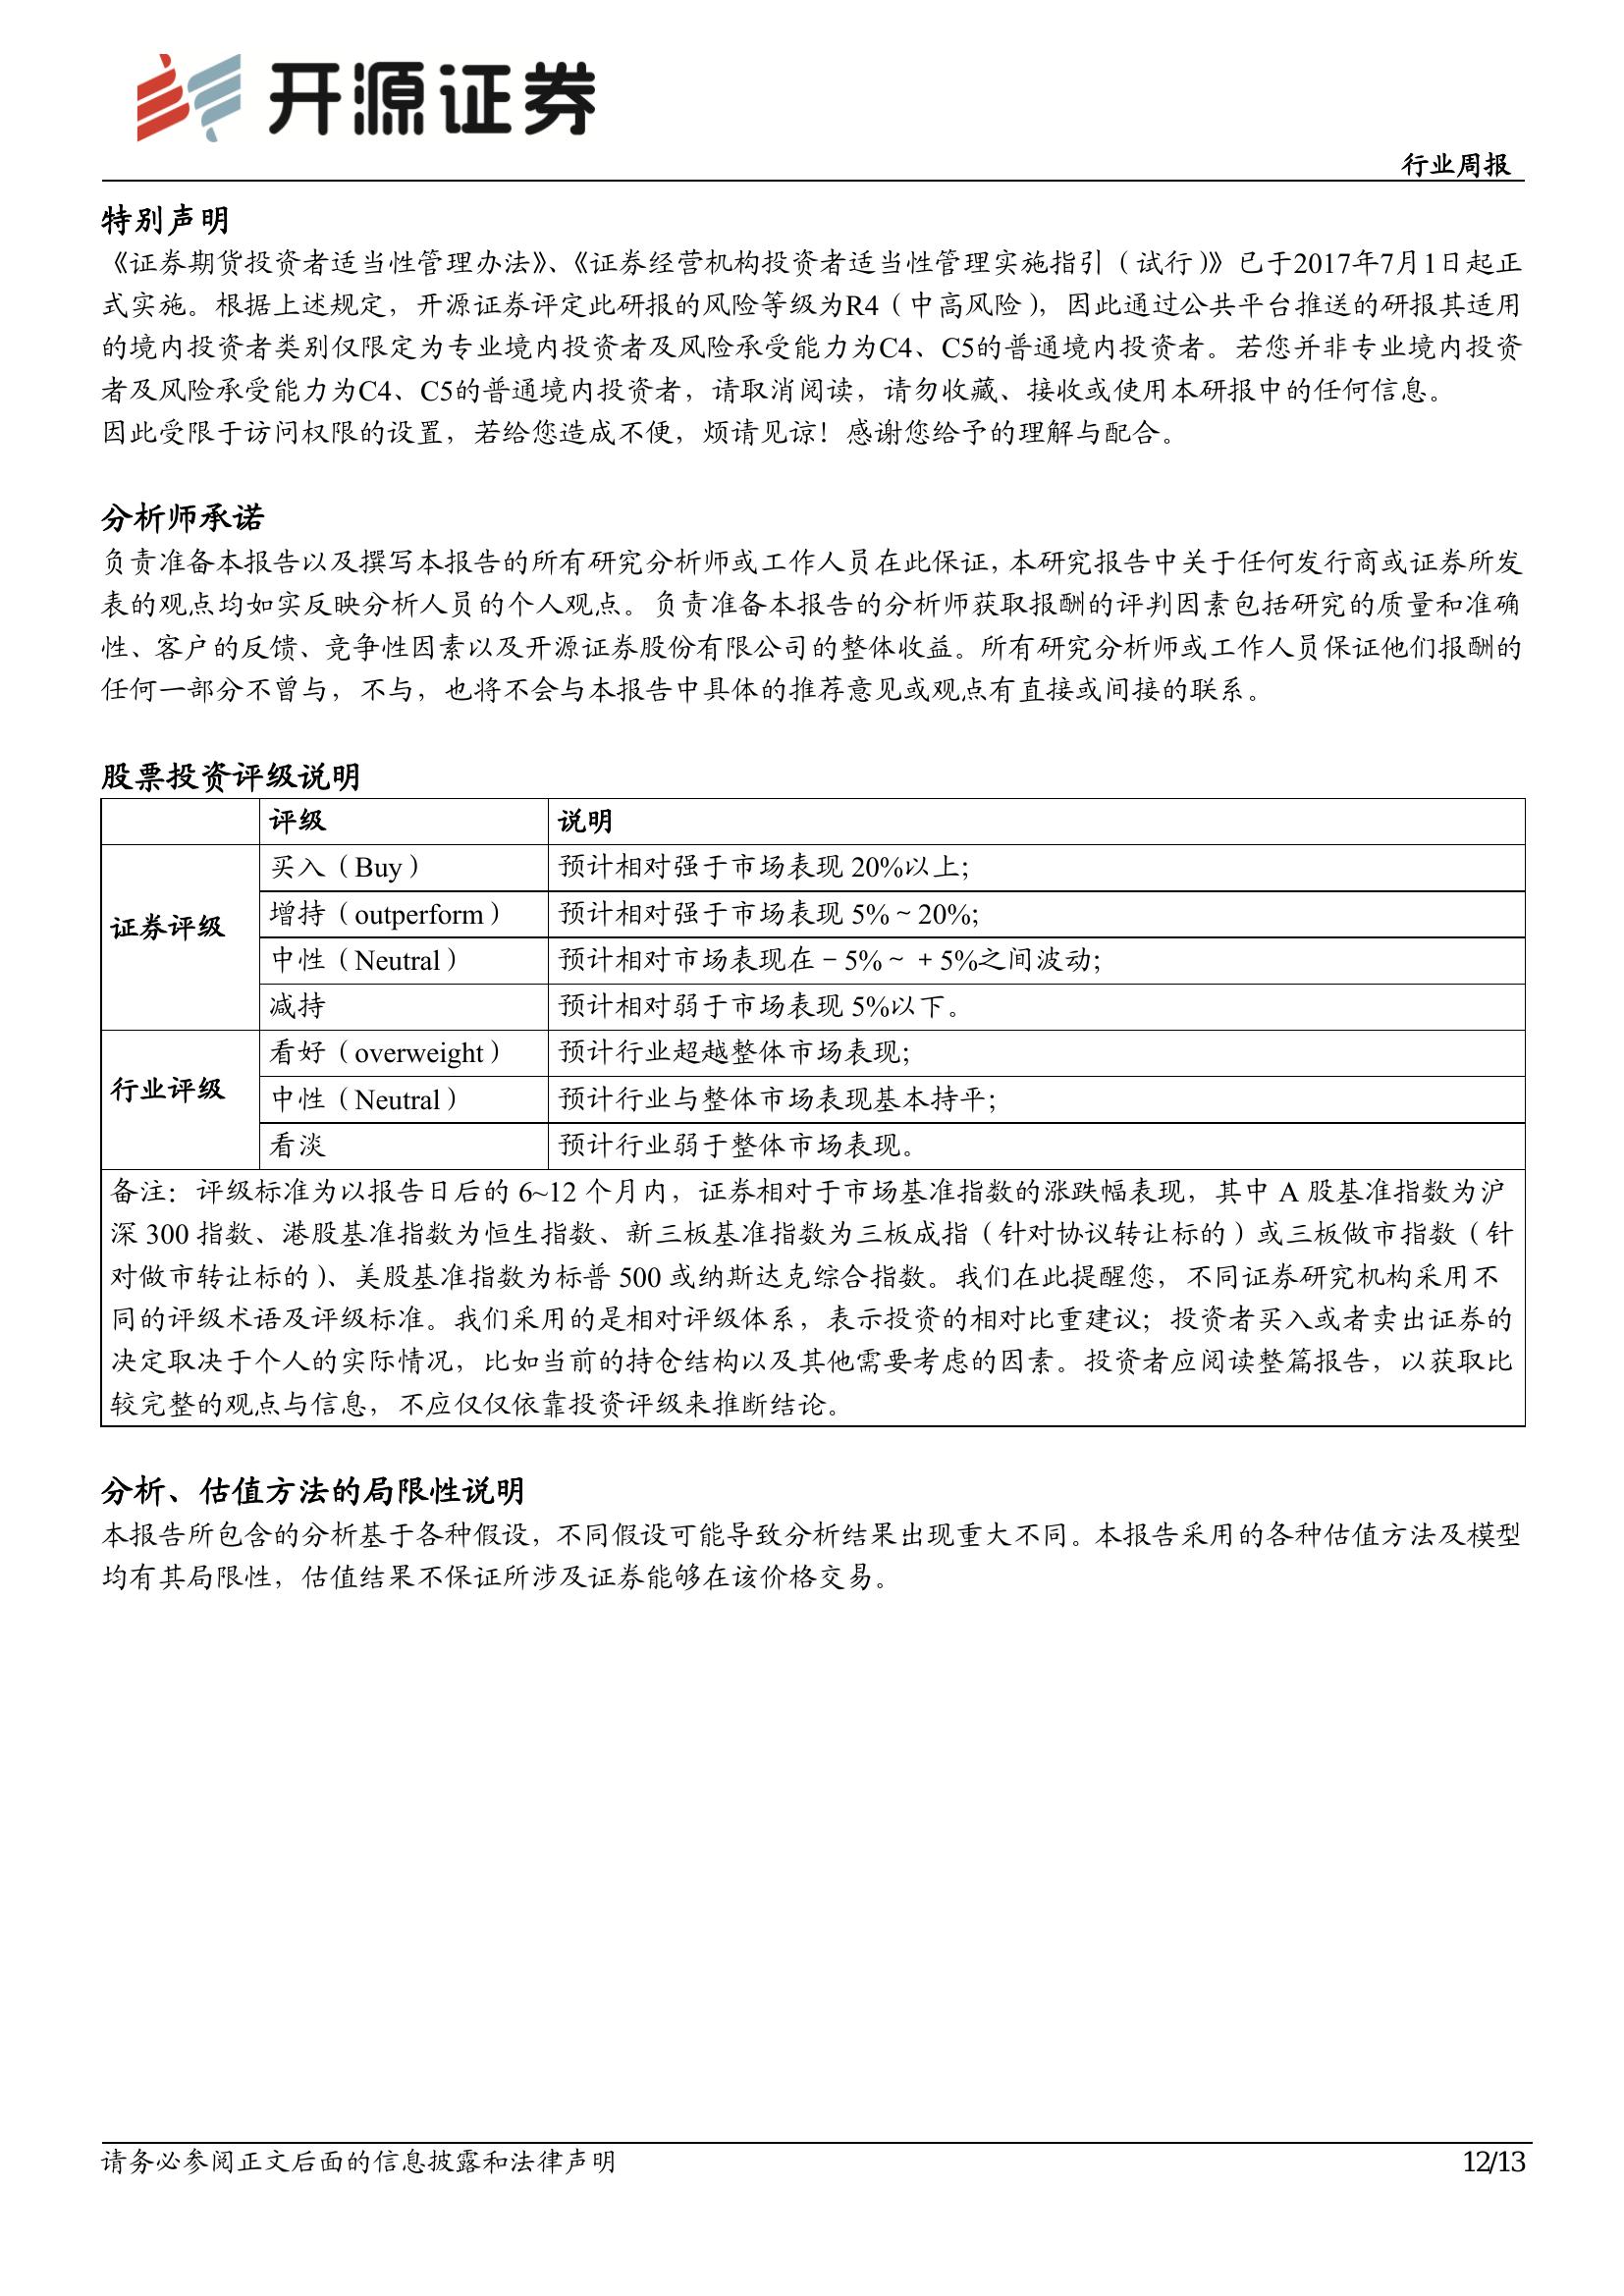 开源证券
行业周报
特别声明
《证券期货投资者适当性管理办法》、《证券经营机构投资者适当性管理实施指引（试行）》已于2017年7月1日起正
式实施。根据上述规定，开源证券评定此研报的风险等级为R4（中高风险），因此通过公共平台推送的研报其适用
的境内投资者类别仅限定为专业境内投资者及风险承受能力为C4、C5的普通境内投资者。若您并非专业境内投资
者及风险承受能力为C4、C5的普通境内投资者，请取消阅读，请勿收藏、接收或使用本研报中的任何信息。
因此受限于访问权限的设置，若给您造成不便，烦请见谅！感谢您给予的理解与配合。
分析师承诺
负责准备本报告以及撰写本报告的所有研究分析师或工作人员在此保证，本研究报告中关于任何发行商或证券所发
表的观点均如实反映分析人员的个人观点。负责准备本报告的分析师获取报酬的评判因素包括研究的质量和准确
性、客户的反馈、竞争性因素以及开源证券股份有限公司的整体收益。所有研究分析师或工作人员保证他们报酬的
任何一部分不曾与，不与，也将不会与本报告中具体的推荐意见或观点有直接或间接的联系。
股票投资评级说明
评级 说明
证券评级
买入（Buy） 预计相对强于市场表现 20%以上；
增持（outperform） 预计相对强于市场表现 5%～20%；
中性（Neutral） 预计相对市场表现在－5%～＋5%之间波动；
减持 预计相对弱于市场表现 5%以下。
行业评级
看好（overweight） 预计行业超越整体市场表现；
中性（Neutral） 预计行业与整体市场表现基本持平；
看淡 预计行业弱于整体市场表现。
备注：评级标准为以报告日后的 6~12 个月内，证券相对于市场基准指数的涨跌幅表现，其中 A 股基准指数为沪
深 300 指数、港股基准指数为恒生指数、新三板基准指数为三板成指（针对协议转让标的）或三板做市指数（针
对做市转让标的）、美股基准指数为标普 500 或纳斯达克综合指数。我们在此提醒您，不同证券研究机构采用不
同的评级术语及评级标准。我们采用的是相对评级体系，表示投资的相对比重建议；投资者买入或者卖出证券的
决定取决于个人的实际情况，比如当前的持仓结构以及其他需要考虑的因素。投资者应阅读整篇报告，以获取比
较完整的观点与信息，不应仅仅依靠投资评级来推断结论。
分析、估值方法的局限性说明
本报告所包含的分析基于各种假设，不同假设可能导致分析结果出现重大不同。本报告采用的各种估值方法及模型
均有其局限性，估值结果不保证所涉及证券能够在该价格交易。
请务必参阅正文后面的信息披露和法律声明
12/13